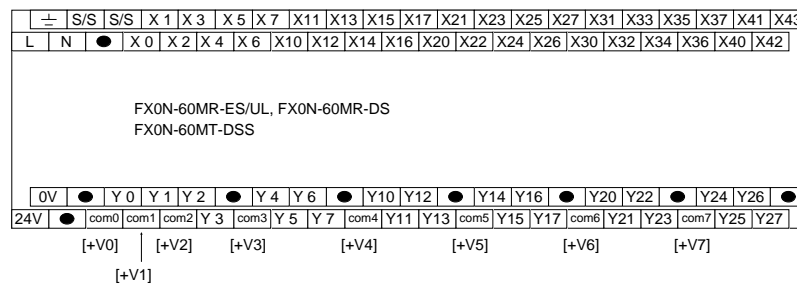 S/S S/S X 1 X 3 X 5 X 7 X11 X13 X15 X17 X21 X23 X25 X27 X31 X33 X35 X37 X41 X43
L N X 0 X 2 X 4 X 6 X10 X12 X14 X16 X20 X22 X24 X26 X30 X32 X34 X36 X40 X42
FX0N-60MR-ES/UL, FX0N-60MR-DS
FX0N-60MT-DSS
0V Y 0 Y 1 Y 2 Y 4 Y 6 Y10 Y12 Y14 Y16 Y20 Y22 Y24 Y26
24V com0 com1 com2 Y 3 com3 Y 5 Y 7 com4 Y11 Y13 com5 Y15 Y17 com6 Y21 Y23 com7 Y25 Y27
[+V0] [+V2] [+V3] [+V4] [+V5] [+V6] [+V7]
[+V1]